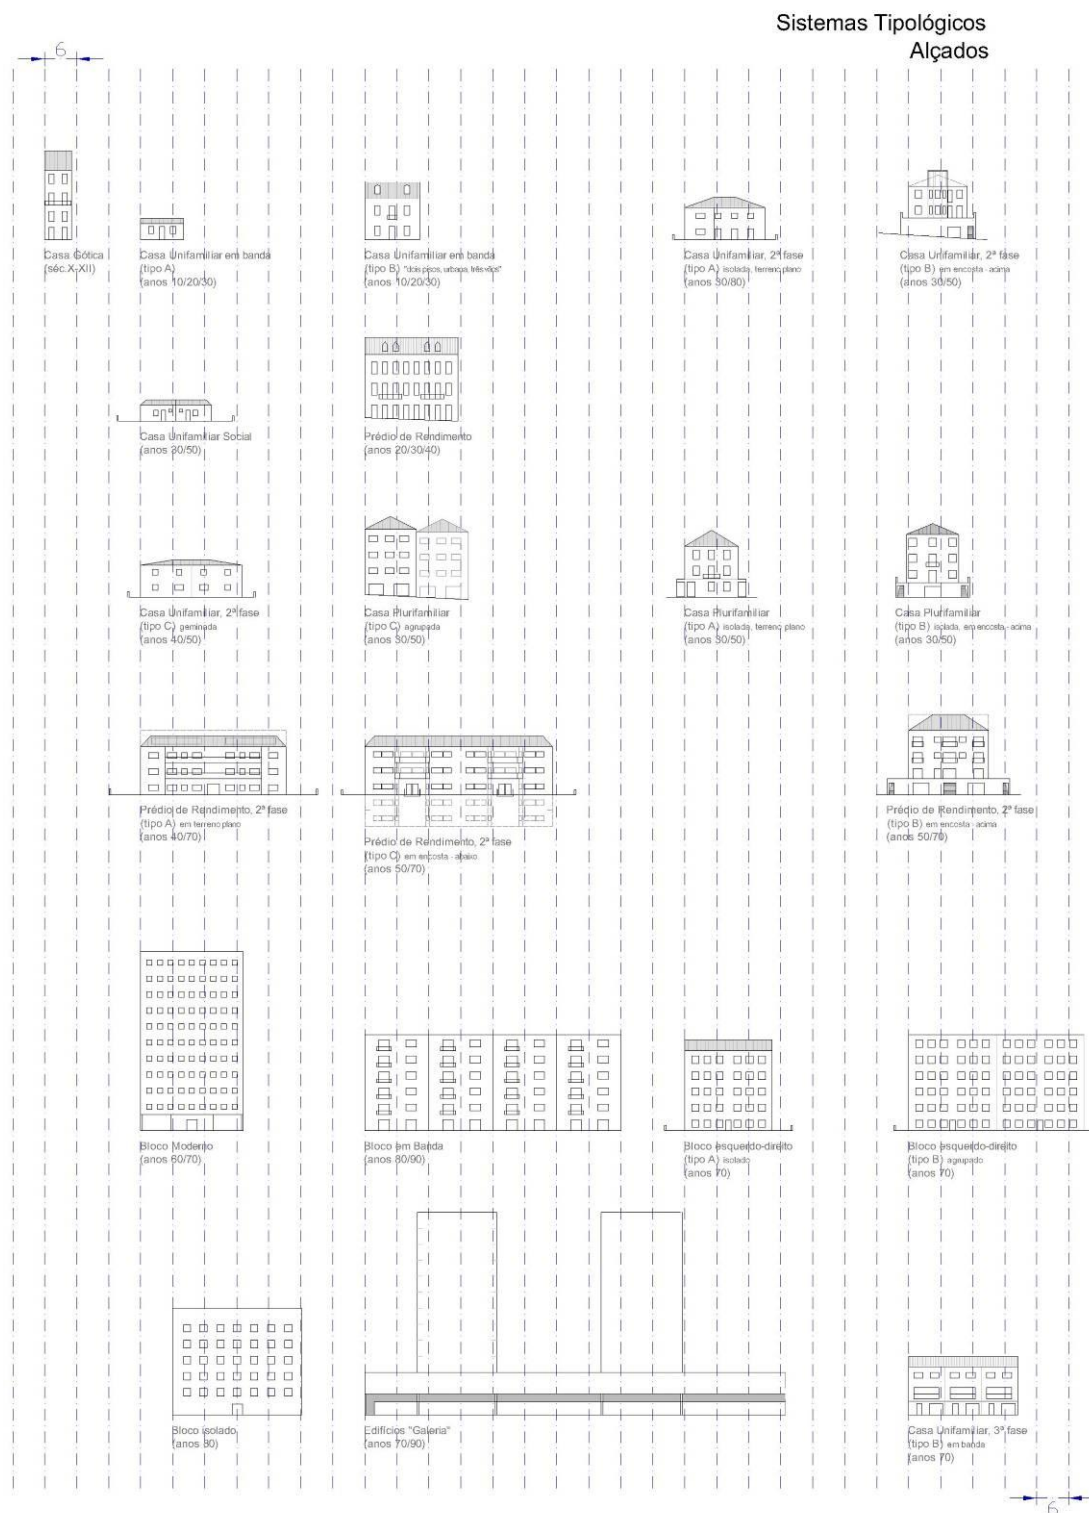 Sistemas Tipológicos
Alçados
6
Casa Gótica
(séc.X-XII)
Casa Unifamiliar em banda
(tipo A)
(anos 10/20/30)
Casa Unifamiliar em banda
(tipo B) "dois pisos, urbana, três vãos"
(anos 10/20/30)
Casa Unifamiliar, 2ª fase
(tipo A) isolada, terreno plano
(anos 30/80)
Casa Unifamiliar, 2ª fase
(tipo B) em encosta - acima
(anos 30/50)
Casa Unifamiliar Social
(anos 30/50)
Prédio de Rendimento
(anos 20/30/40)
Casa Unifamiliar, 2ª fase
(tipo C) geminada
(anos 40/50)
Casa Plurifamiliar
(tipo C) agrupada
(anos 30/50)
Casa Plurifamiliar
(tipo A) isolada, terreno plano
(anos 30/50)
Casa Plurifamiliar
(tipo B) isolada, em encosta - acima
(anos 30/50)
Prédio de Rendimento, 2ª fase
(tipo A) em terreno plano
(anos 40/70)
Prédio de Rendimento, 2ª fase
(tipo C) em encosta - abaixo
(anos 50/70)
Prédio de Rendimento, 2ª fase
(tipo B) em encosta - acima
(anos 50/70)
Bloco Moderno
(anos 60/70)
Bloco em Banda
(anos 80/90)
Bloco esquerdo-direito
(tipo A) isolado
(anos 70)
Bloco esquerdo-direito
(tipo B) agrupado
(anos 70)
Bloco isolado
(anos 80)
Edifícios "Galeria"
(anos 70/90)
Casa Unifamiliar, 3ª fase
(tipo B) em banda
(anos 70)
6